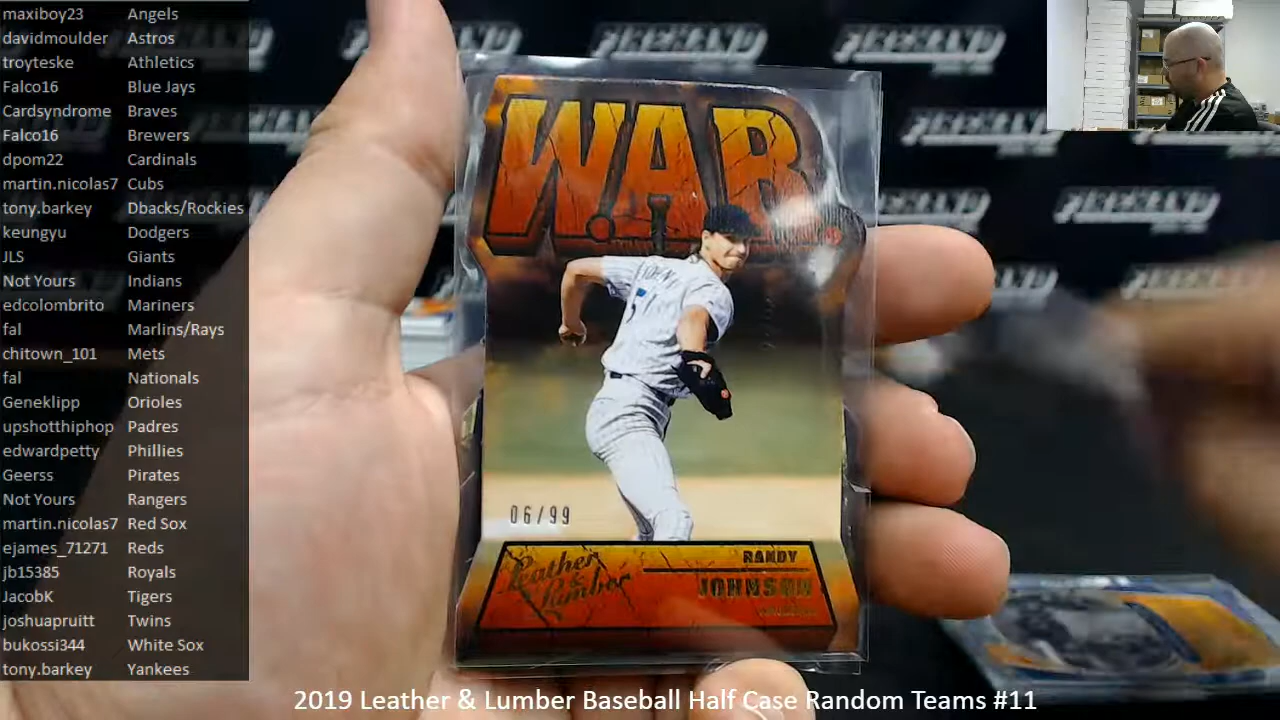 maxiboy23 Angels
davidmoulder Astros
troyteske Athletics
Falco16 Blue Jays
Cardsyndrome Braves
Falco16 Brewers
dpom22 Cardinals
martin.nicolas7 Cubs
tony.barkey Dbacks/Rockies
keungyu Dodgers
JLS Giants
Not Yours Indians
edcolombrito Mariners
fal Marlins/Rays
chitown_101 Mets
fal Nationals
Geneklipp Orioles
upshotthiphop Padres
edwardpetty Phillies
Geerss Pirates
Not Yours Rangers
martin.nicolas7 Red Sox
ejames_71271 Reds
jb15385 Royals
JacobK Tigers
joshuapruitt Twins
bukossi344 White Sox
tony.barkey Yankees
W.A.R.
51
06/99
Leather & Lumber
RANDY
JOHNSON
2019 Leather & Lumber Baseball Half Case Random Teams #11